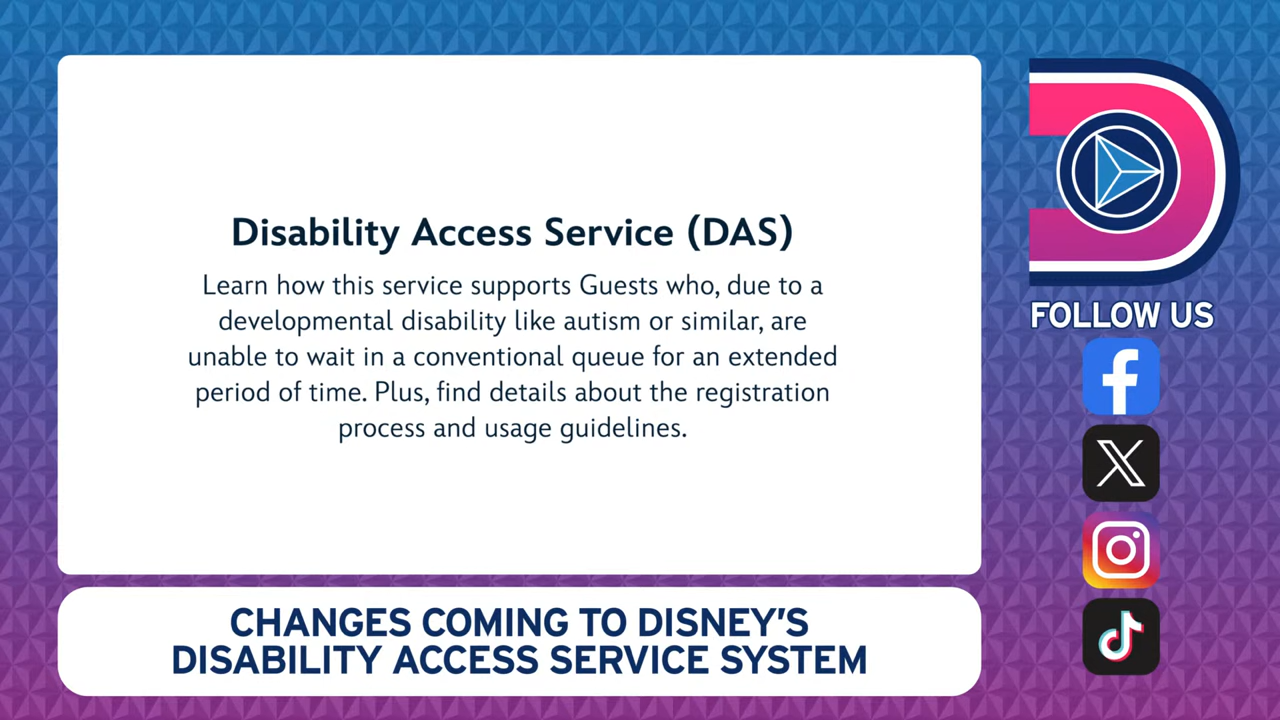 Disability Access Service (DAS)
Learn how this service supports Guests who, due to a
developmental disability like autism or similar, are
unable to wait in a conventional queue for an extended
period of time. Plus, find details about the registration
process and usage guidelines.
CHANGES COMING TO DISNEY'S
DISABILITY ACCESS SERVICE SYSTEM
FOLLOW US